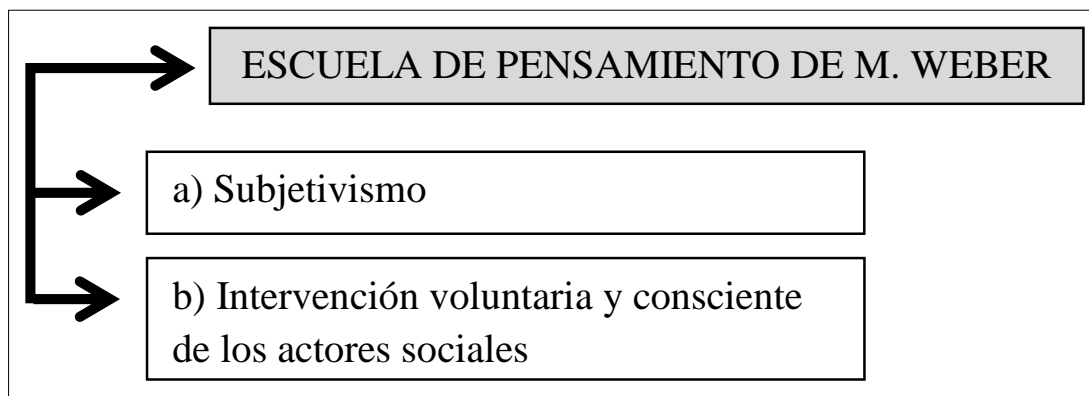 ESCUELA DE PENSAMIENTO DE M. WEBER
a) Subjetivismo
b) Intervención voluntaria y consciente
de los actores sociales